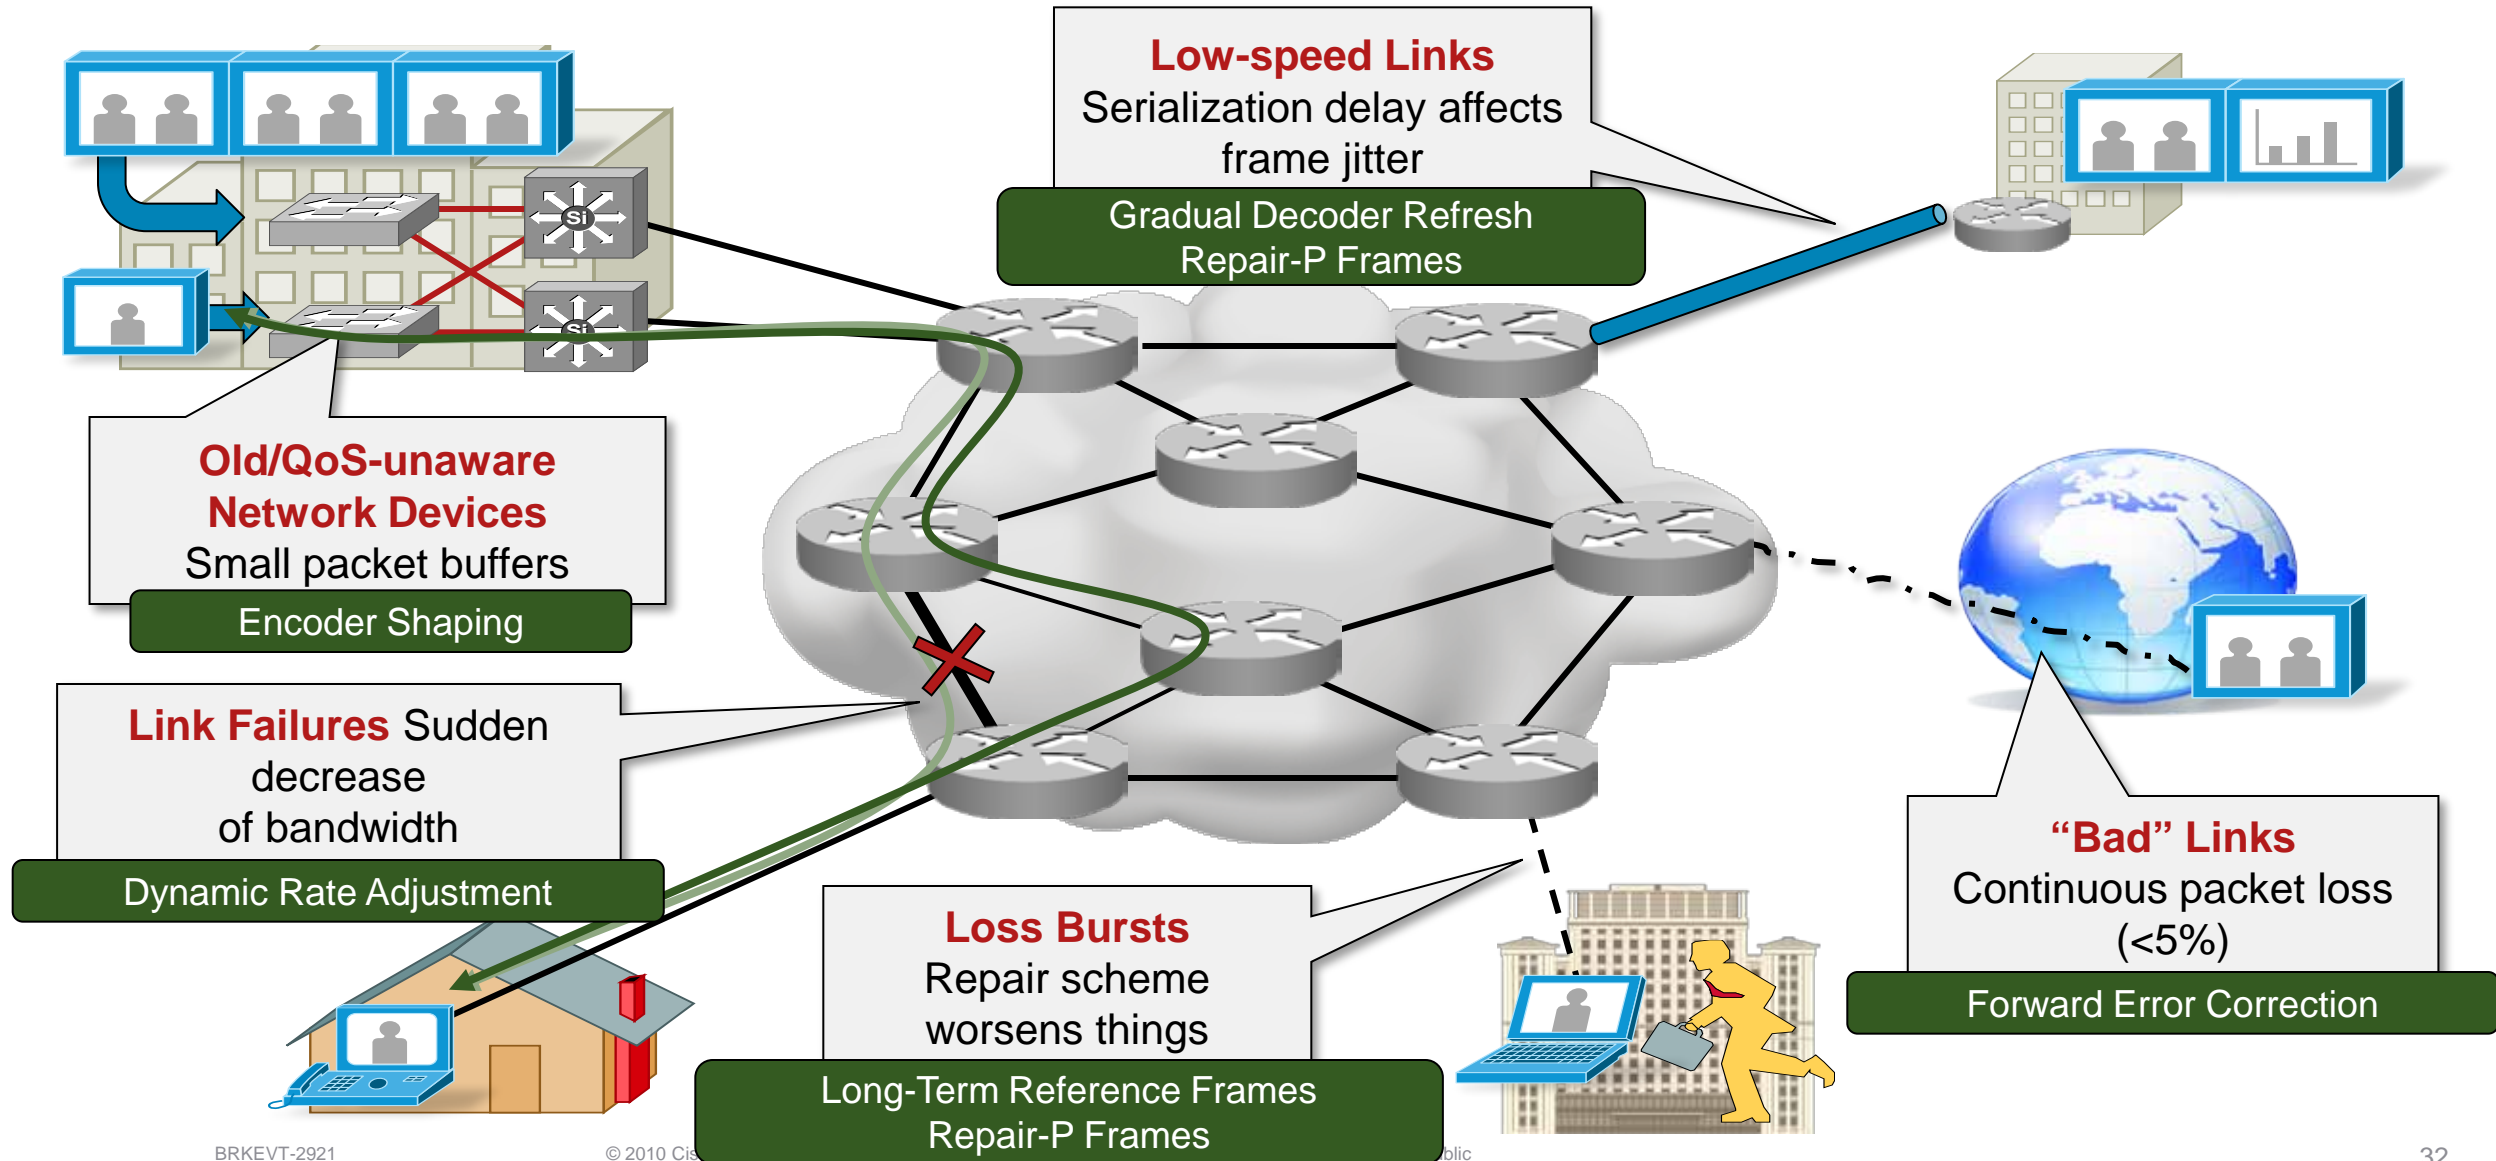 Low-speed Links
Serialization delay affects
frame jitter
Gradual Decoder Refresh
Repair-P Frames
Si
Si
Old/QoS-unaware
Network Devices
Small packet buffers
Encoder Shaping
Link Failures Sudden
decrease
of bandwidth
Dynamic Rate Adjustment
Loss Bursts
Repair scheme
worsens things
Long-Term Reference Frames
Repair-P Frames
“Bad” Links
Continuous packet loss
(<5%)
Forward Error Correction
BRKEVT-2921
© 2010 Cis
blic
32